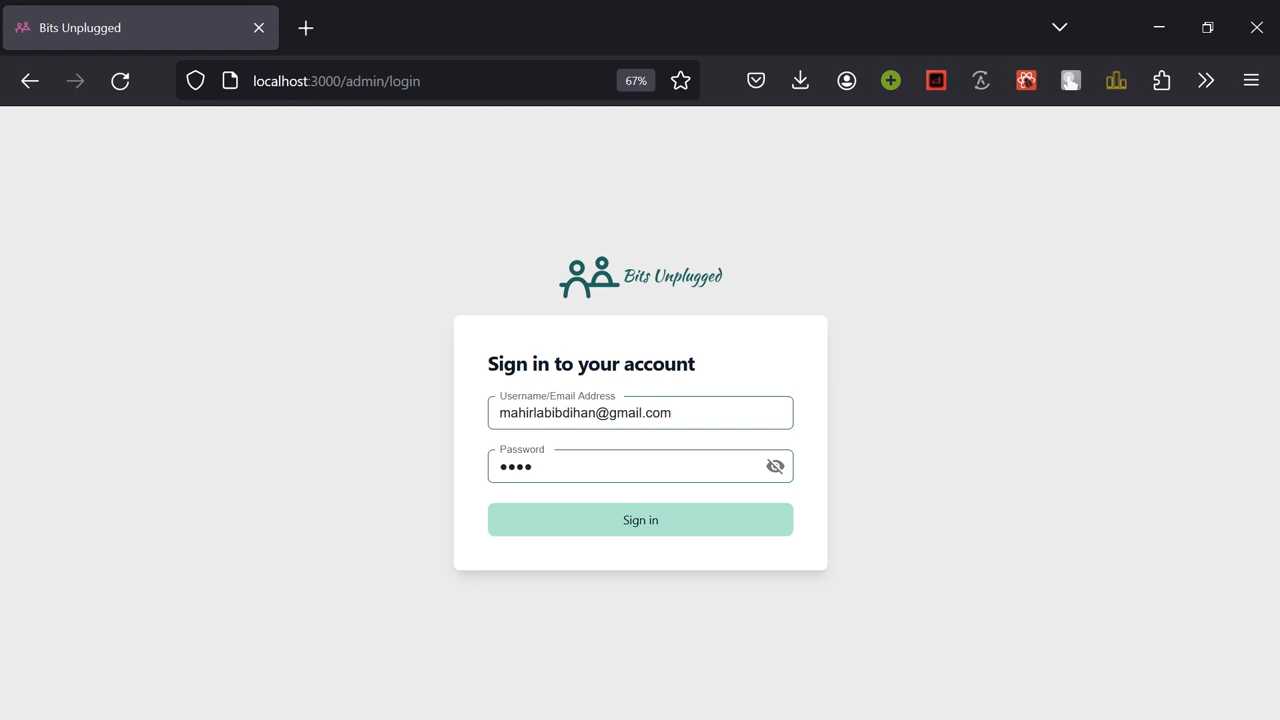 Bits Unplugged
localhost:3000/admin/login
67%
Bits Unplugged
Sign in to your account
Username/Email Address
mahirlabibdihan@gmail.com
Password
••••
Sign in